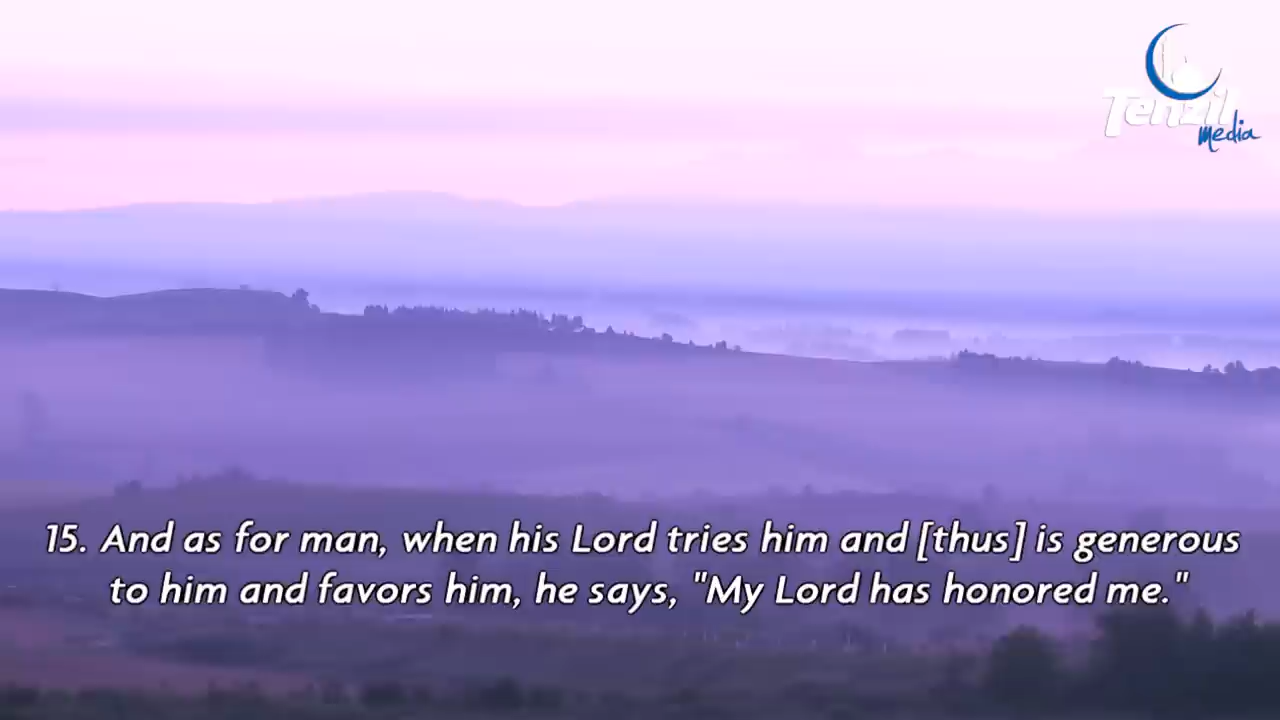 Tenzil
media
15. And as for man, when his Lord tries him and [thus] is generous
to him and favors him, he says, "My Lord has honored me."